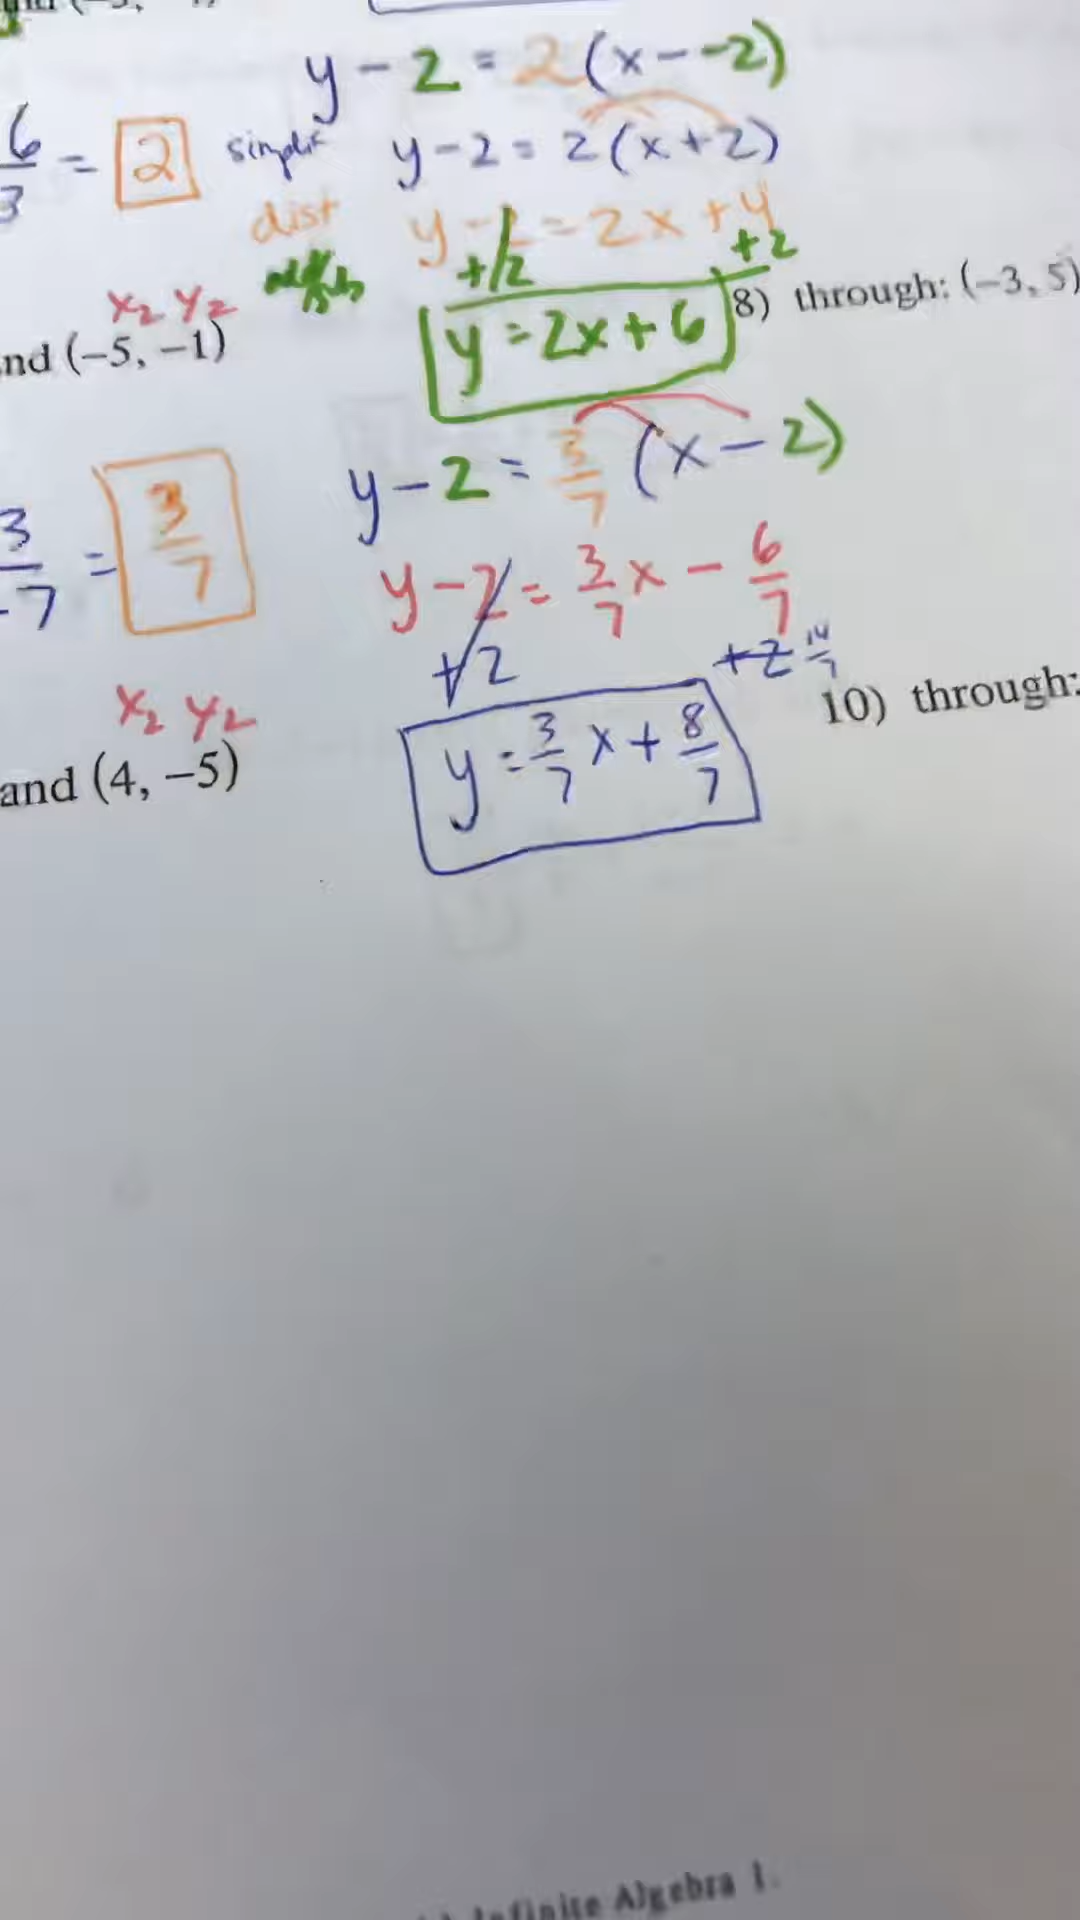 y - 2 = 2(x - -2)
6/3 = 2 simplif y - 2 = 2(x + 2)
dist y - 2 = 2x + 4
+2 +2
x₂ y₂
(-5, -1) y = 2x + 6 8) through: (-3, 5)
y - 2 = 3/7 (x - 2)
3/-7 = 3/7
y - 2 = 3/7 x - 6/7
+2 +2 14/7
x₂ y₂
and (4, -5) y = 3/7 x + 8/7 10) through:
Infinite Algebra 1.